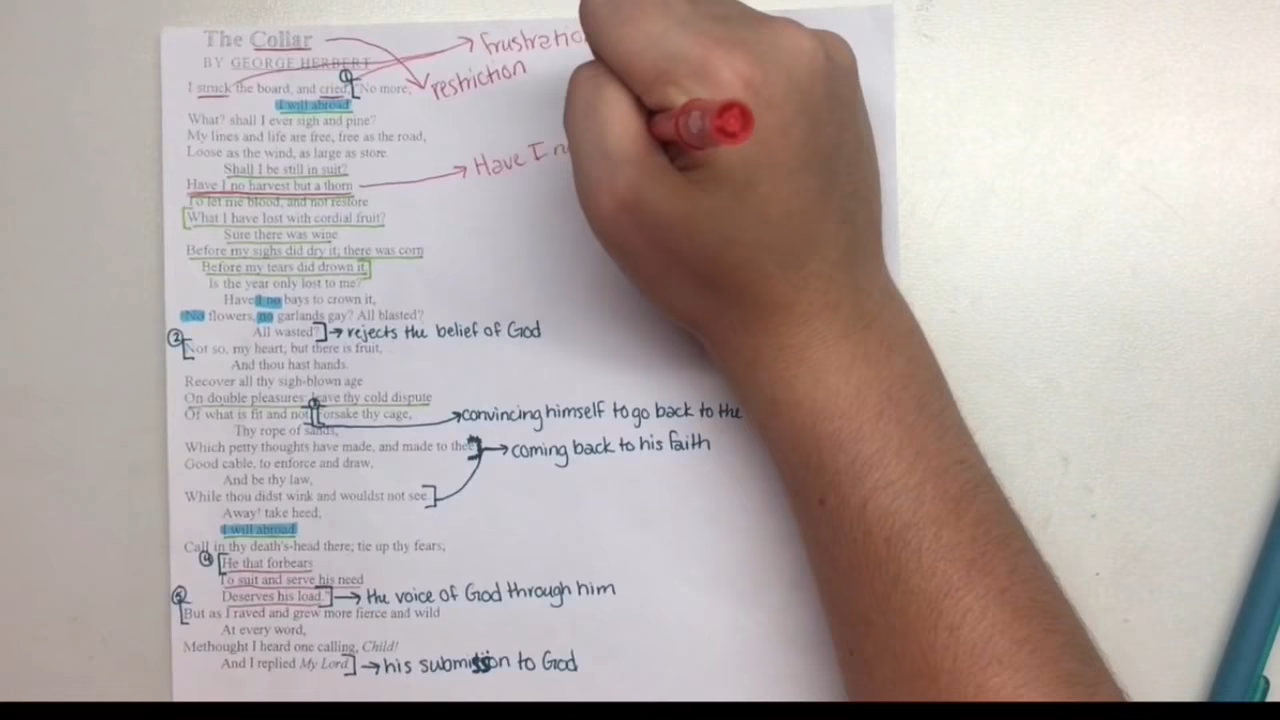 The Collar
frustratio
BY GEORGE HERBERT
restriction
① I struck the board, and cried, "No more;
I will abroad
What? shall I ever sigh and pine?
My lines and life are free, free as the road,
Loose as the wind, as large as store.
Shall I be still in suit?
Have I no harvest but a thorn
Have I n
To let me blood, and not restore
What I have lost with cordial fruit?
Sure there was wine
Before my sighs did dry it; there was corn
Before my tears did drown it.
Is the year only lost to me?
Have I no bays to crown it,
No flowers, no garlands gay? All blasted?
All wasted? → rejects the belief of God
② Not so, my heart; but there is fruit,
And thou hast hands.
Recover all thy sigh-blown age
On double pleasures: leave thy cold dispute
Of what is fit and not. Forsake thy cage, convincing himself to go back to the
Thy rope of sands,
Which petty thoughts have made, and made to thee → coming back to his faith
Good cable, to enforce and draw,
And be thy law,
While thou didst wink and wouldst not see.
Away! take heed;
I will abroad
Call in thy death's-head there; tie up thy fears;
④ He that forbears
To suit and serve his need
Deserves his load." → the voice of God through him
⑤ But as I raved and grew more fierce and wild
At every word,
Methought I heard one calling, Child!
And I replied My Lord → his submission to God